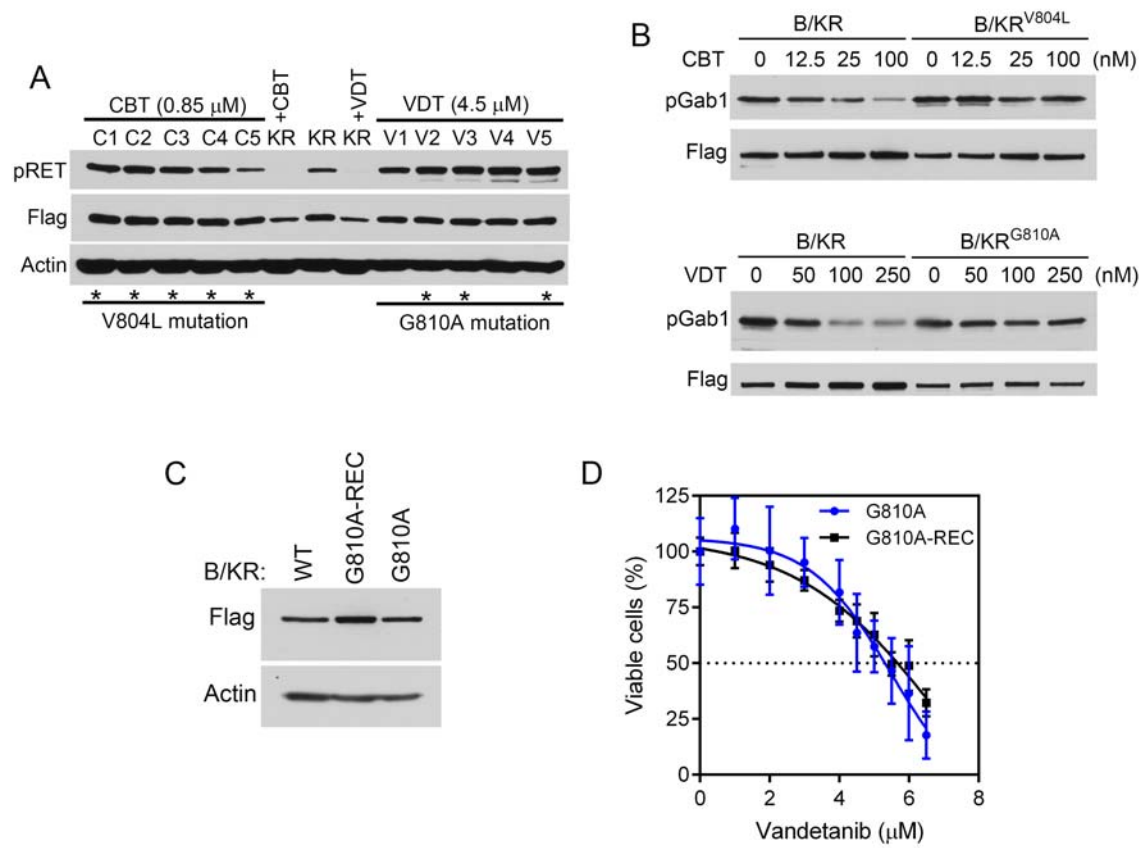 A
CBT (0.85 μM) +CBT +VDT VDT (4.5 μM)
C1 C2 C3 C4 C5 KR KR KR V1 V2 V3 V4 V5
pRET
Flag
Actin
* * * * * * * *
V804L mutation G810A mutation
B
B/KR B/KR^V804L
CBT 0 12.5 25 100 0 12.5 25 100 (nM)
pGab1
Flag
B/KR B/KR^G810A
VDT 0 50 100 250 0 50 100 250 (nM)
pGab1
Flag
C
B/KR: WT G810A-REC G810A
Flag
Actin
D
125
100
75
50
25
0
Viable cells (%)
G810A
G810A-REC
0 2 4 6 8
Vandetanib (μM)